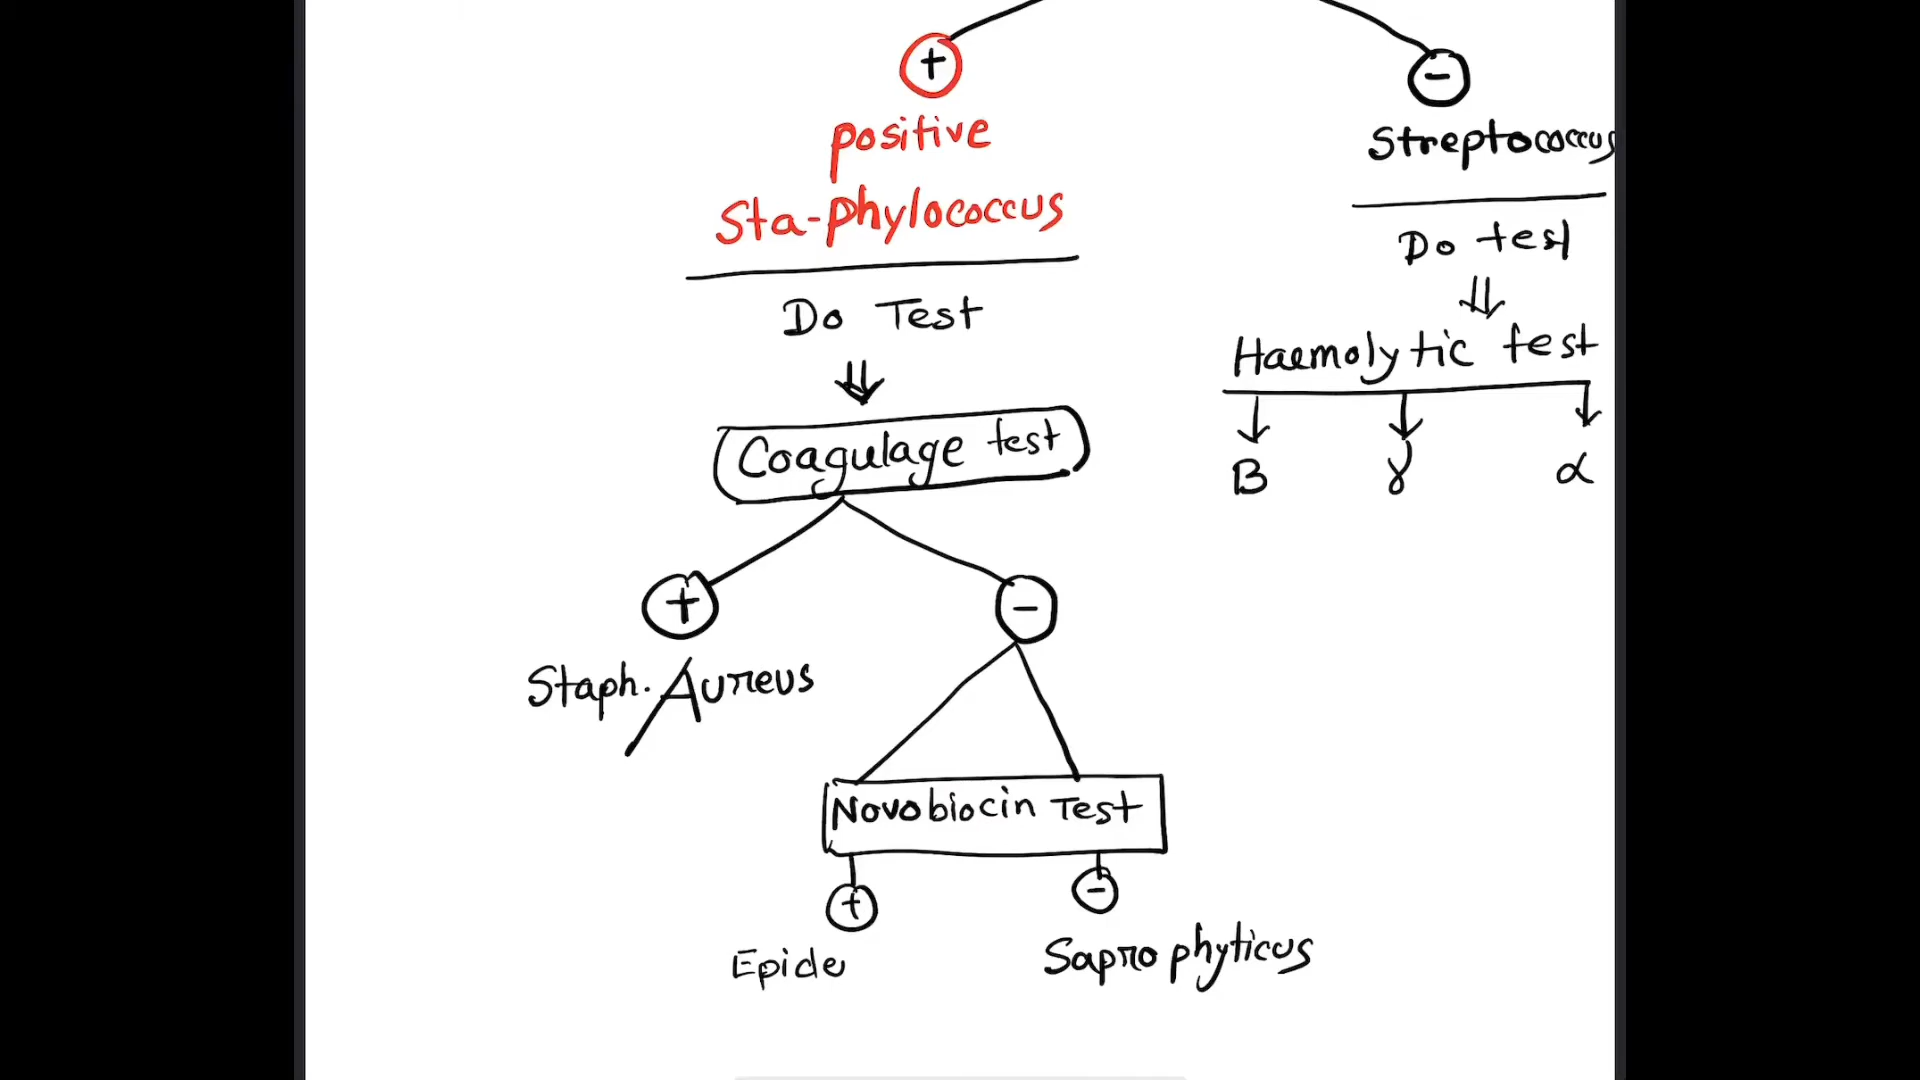 +
positive
Sta-phylococcus
Do Test
⇓
Coagulage test
+ -
Staph. Aureus
Novobiocin Test
+ -
Epide
Saprophyticus
-
Streptococcus
Do test
⇓
Haemolytic test
↓ ↓ ↓
B γ α